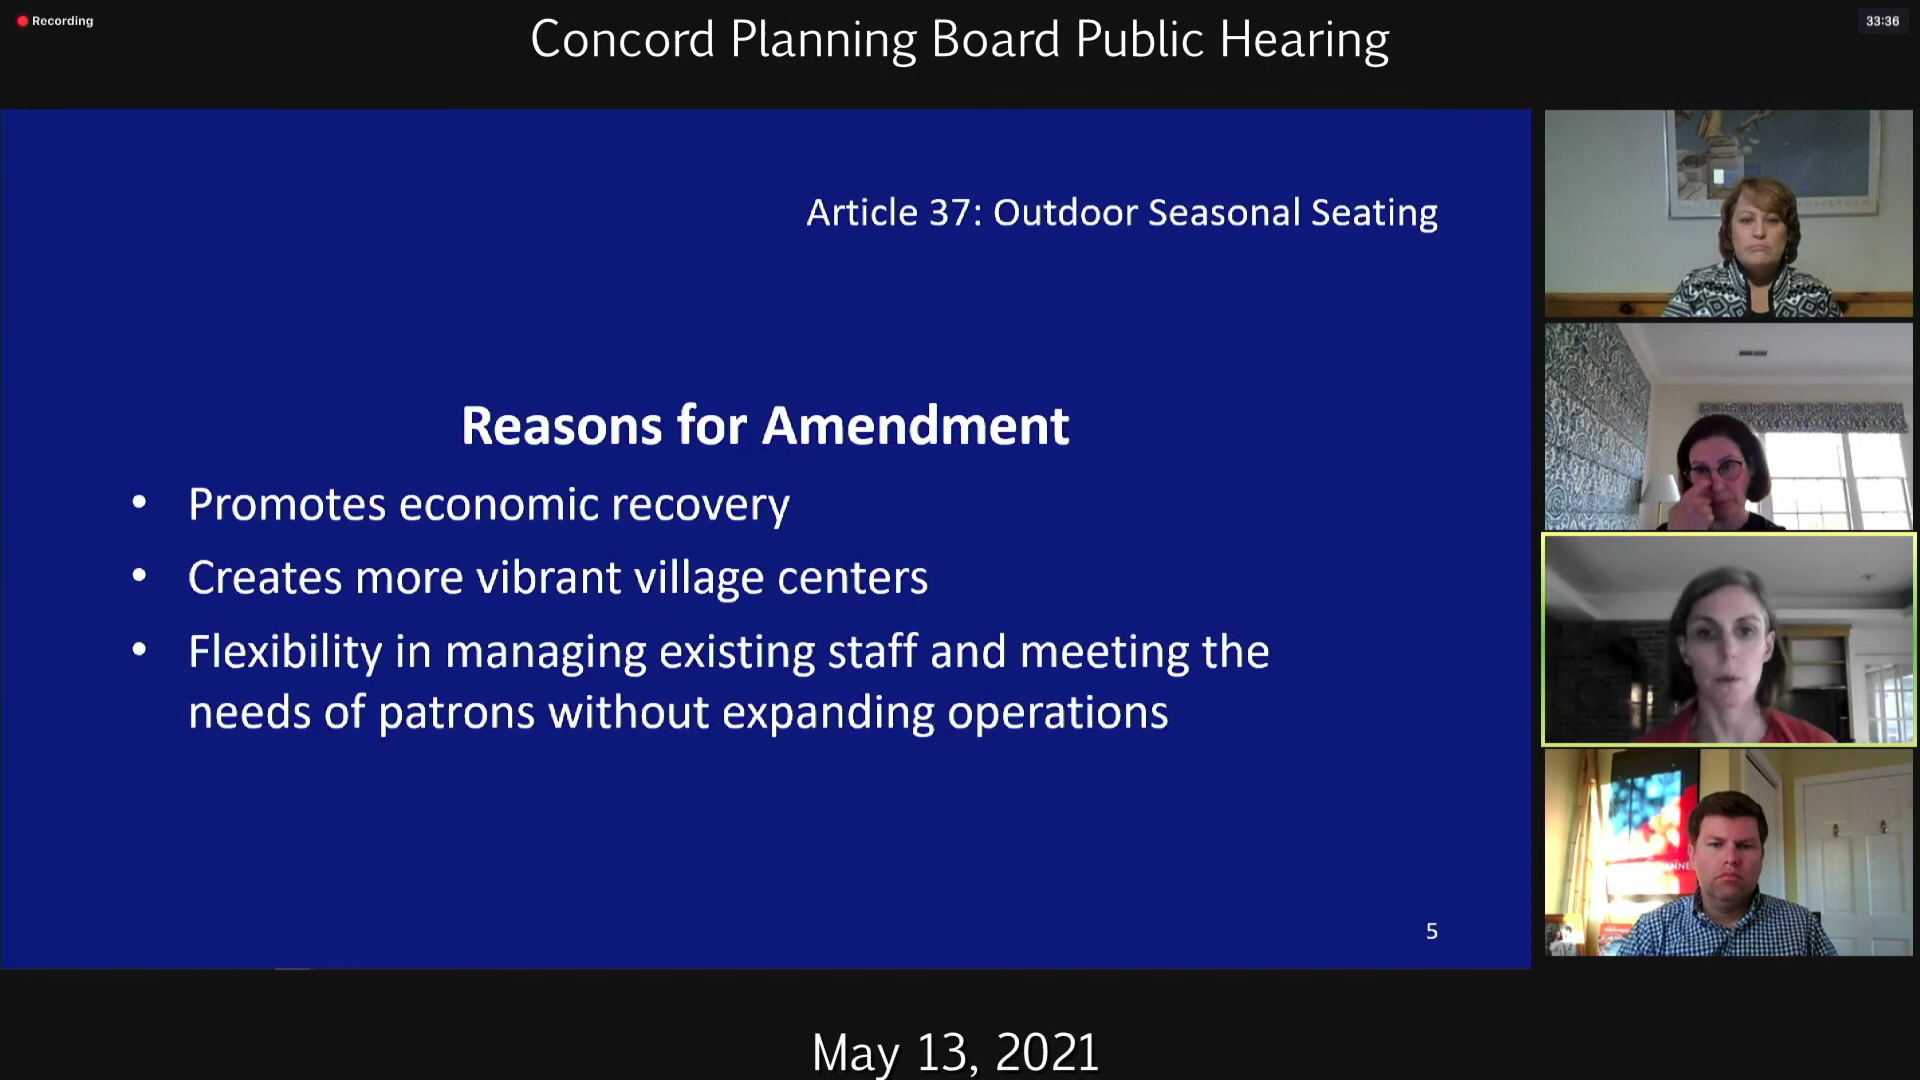 Recording
33:36
Concord Planning Board Public Hearing
Article 37: Outdoor Seasonal Seating
Reasons for Amendment
• Promotes economic recovery
• Creates more vibrant village centers
• Flexibility in managing existing staff and meeting the
needs of patrons without expanding operations
5
May 13, 2021